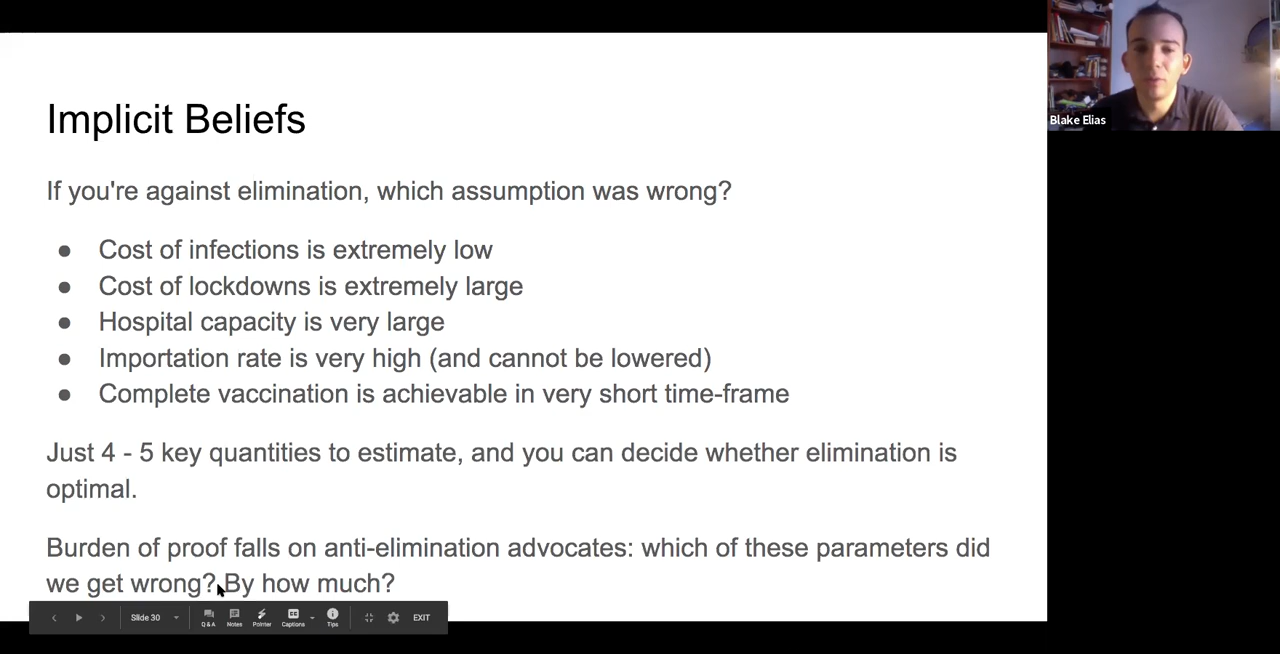 Implicit Beliefs
If you're against elimination, which assumption was wrong?
● Cost of infections is extremely low
● Cost of lockdowns is extremely large
● Hospital capacity is very large
● Importation rate is very high (and cannot be lowered)
● Complete vaccination is achievable in very short time-frame
Just 4 - 5 key quantities to estimate, and you can decide whether elimination is
optimal.
Burden of proof falls on anti-elimination advocates: which of these parameters did
we get wrong? By how much?
Slide 30
Q & A
Notes
Pointer
Captions
Tips
EXIT
Blake Elias